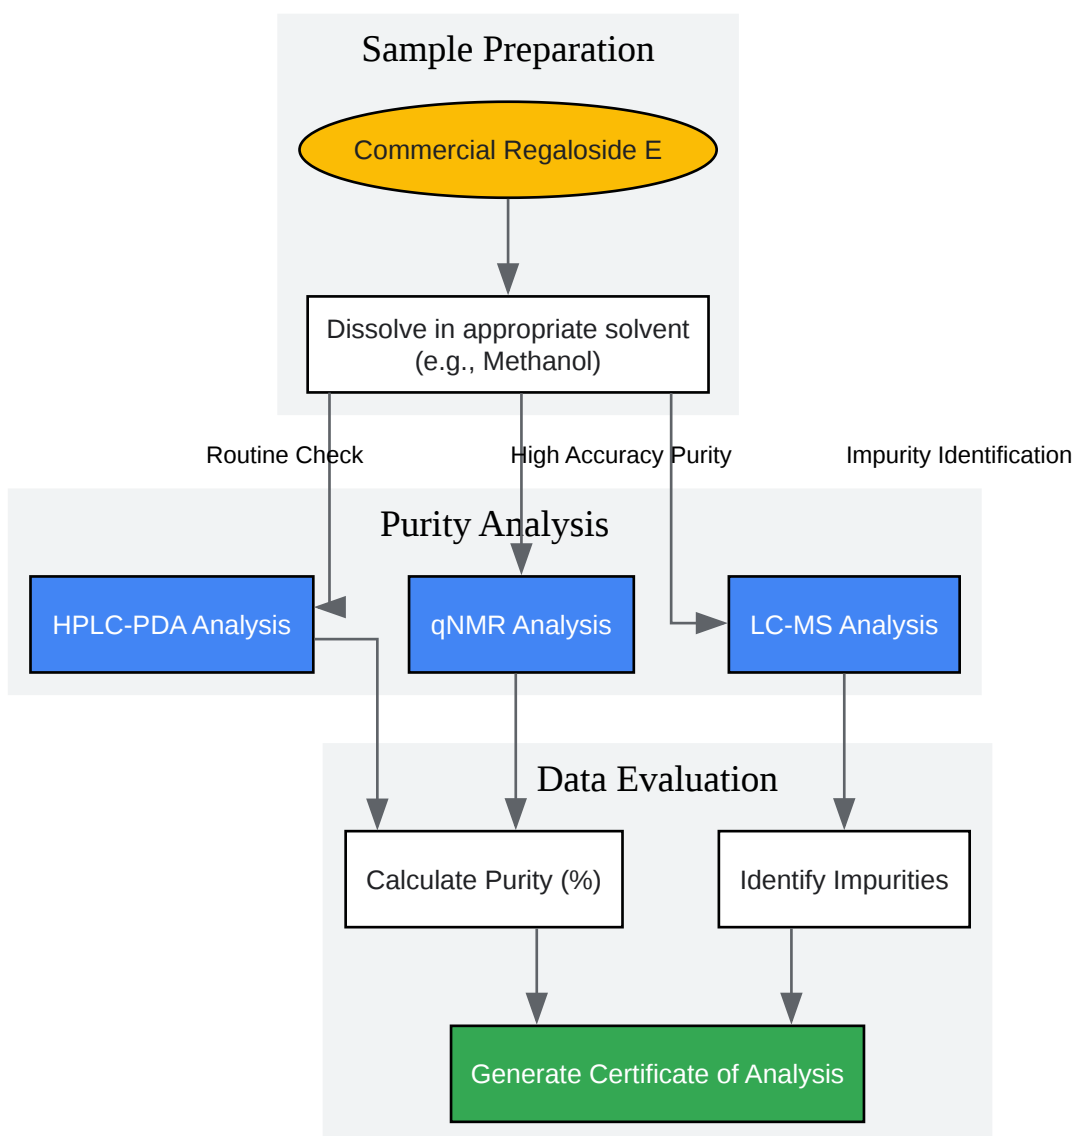 Sample Preparation
Commercial Regaloside E
Dissolve in appropriate solvent
(e.g., Methanol)
Routine Check
High Accuracy Purity
Impurity Identification
Purity Analysis
HPLC-PDA Analysis
qNMR Analysis
LC-MS Analysis
Data Evaluation
Calculate Purity (%)
Identify Impurities
Generate Certificate of Analysis